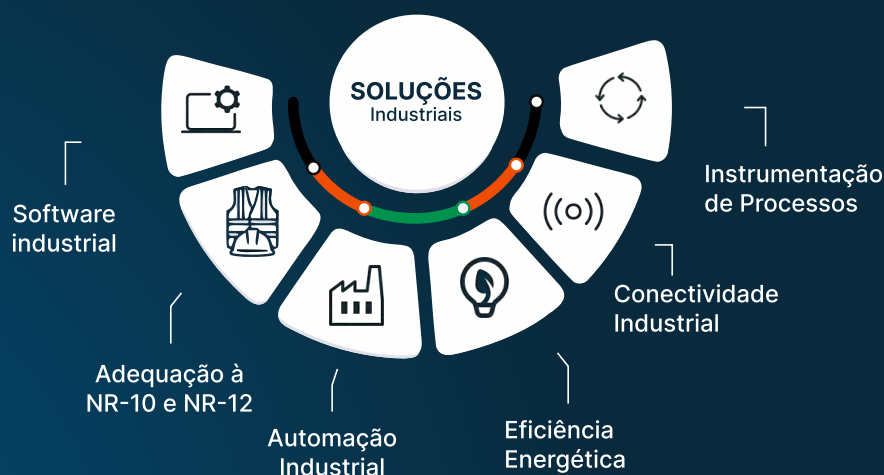 SOLUÇÕES
Industriais
Software
industrial
Adequação à
NR-10 e NR-12
Automação
Industrial
Eficiência
Energética
Conectividade
Industrial
Instrumentação
de Processos